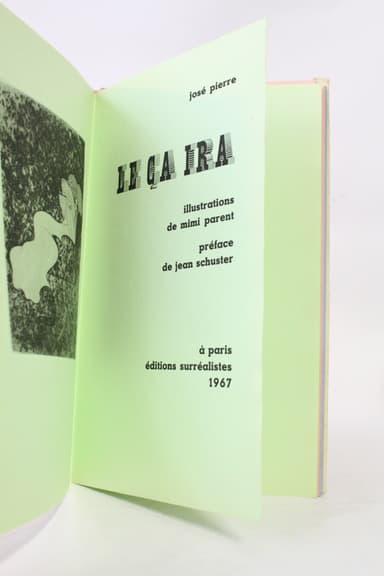 josé pierre
LE ÇA IRA
illustrations
de mimi parent
préface
de jean schuster
à paris
éditions surréalistes
1967